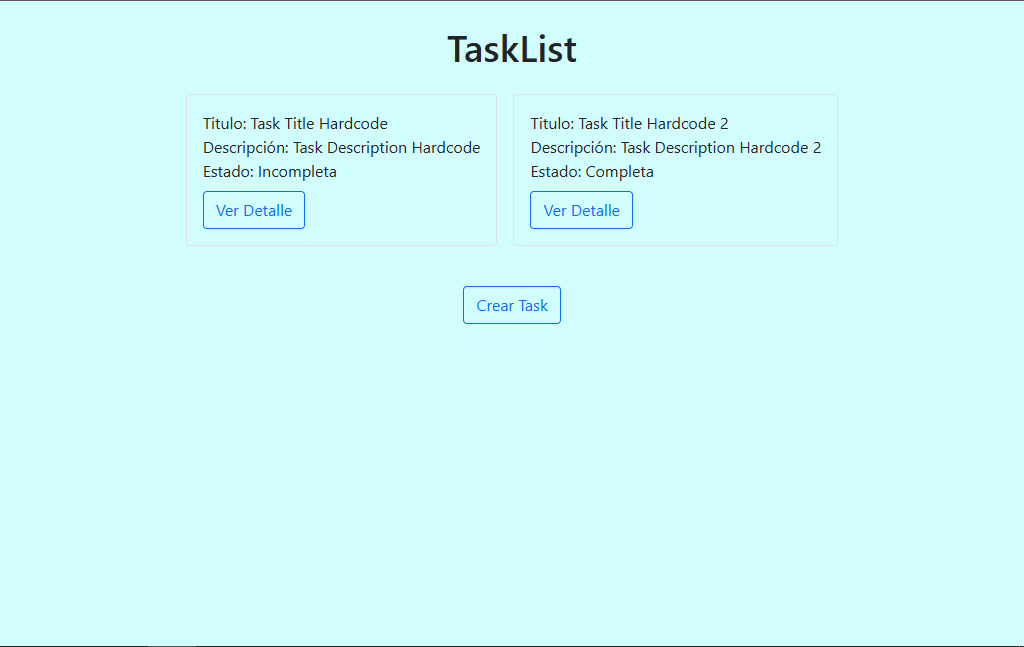 TaskList
Titulo: Task Title Hardcode
Descripción: Task Description Hardcode
Estado: Incompleta
Ver Detalle
Titulo: Task Title Hardcode 2
Descripción: Task Description Hardcode 2
Estado: Completa
Ver Detalle
Crear Task